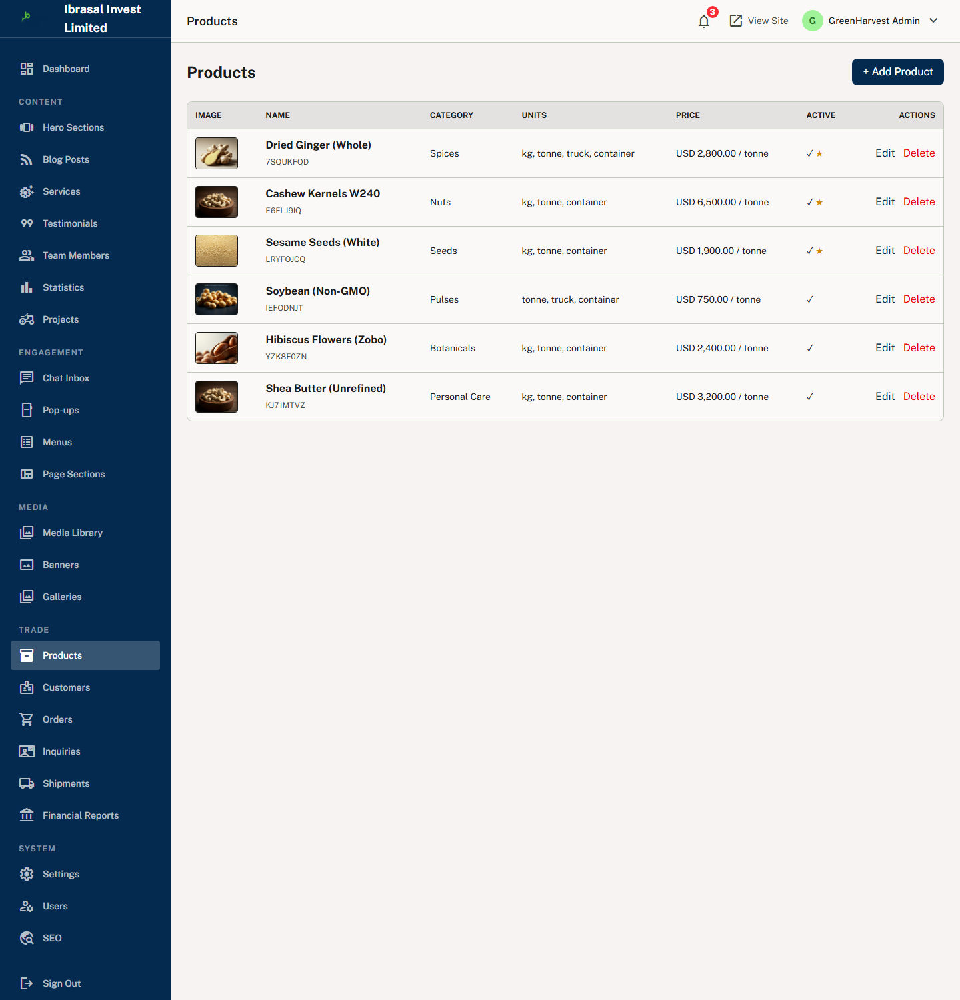 Ibrasal Invest
Limited
Dashboard
CONTENT
Hero Sections
Blog Posts
Services
Testimonials
Team Members
Statistics
Projects
ENGAGEMENT
Chat Inbox
Pop-ups
Menus
Page Sections
MEDIA
Media Library
Banners
Galleries
TRADE
Products
Customers
Orders
Inquiries
Shipments
Financial Reports
SYSTEM
Settings
Users
SEO
Sign Out
Products
3
View Site
G
GreenHarvest Admin
Products
+ Add Product
IMAGE NAME CATEGORY UNITS PRICE ACTIVE ACTIONS
Dried Ginger (Whole)
7SQUKFQD
Spices kg, tonne, truck, container USD 2,800.00 / tonne ✓ ★ Edit Delete
Cashew Kernels W240
E6FLJ9IQ
Nuts kg, tonne, container USD 6,500.00 / tonne ✓ ★ Edit Delete
Sesame Seeds (White)
LRYFOJCQ
Seeds kg, tonne, container USD 1,900.00 / tonne ✓ ★ Edit Delete
Soybean (Non-GMO)
IEFODNJT
Pulses tonne, truck, container USD 750.00 / tonne ✓ Edit Delete
Hibiscus Flowers (Zobo)
YZK8F0ZN
Botanicals kg, tonne, container USD 2,400.00 / tonne ✓ Edit Delete
Shea Butter (Unrefined)
KJ71MTVZ
Personal Care kg, tonne, container USD 3,200.00 / tonne ✓ Edit Delete